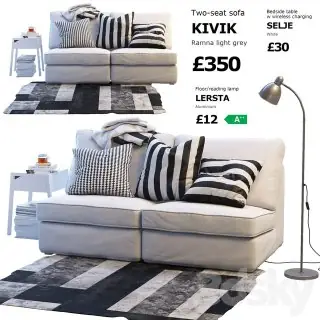 Two-seat sofa
KIVIK
Ramna light grey
£350
Bedside table
w wireless charging
SELJE
White
£30
Floor/reading lamp
LERSTA
Aluminium
£12
A++
3dsky